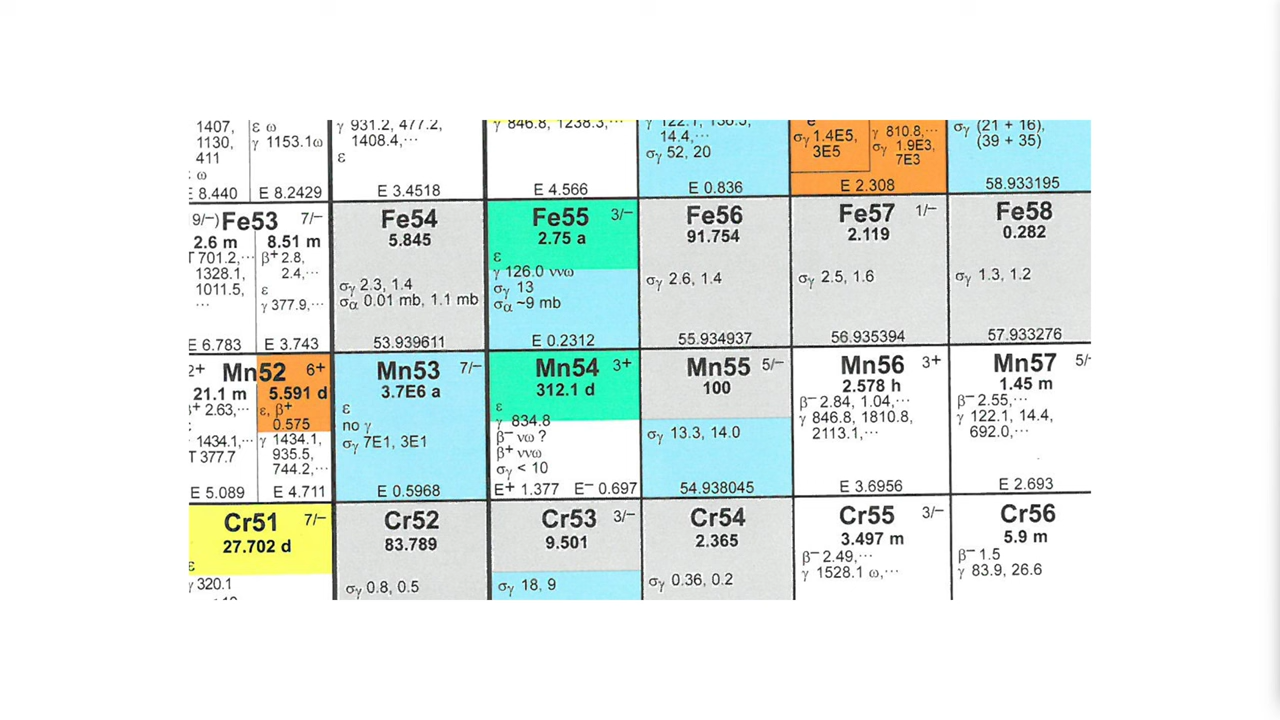 1407,
1130,
411
ω
E 8.440
ε ω
γ 1153.1ω
E 8.2429
γ 931.2, 477.2,
1408.4,···
ε
E 3.4518
γ 846.8, 1238.3,···
E 4.566
14.4,···
σγ 52, 20
E 0.836
e⁻
σγ 1.4E5,
3E5
γ 810.8,···
σγ 1.9E3,
7E3
E 2.308
σγ (21 + 16),
(39 + 35)
58.933195
9/−) Fe53 7/−
2.6 m 8.51 m
701.2,···
1328.1,
1011.5,
···
E 6.783
β+ 2.8,
2.4,···
ε
γ 377.9,···
E 3.743
Fe54
5.845
σγ 2.3, 1.4
σα 0.01 mb, 1.1 mb
53.939611
Fe55 3/−
2.75 a
ε
γ 126.0 ννω
σγ 13
σα ~9 mb
E 0.2312
Fe56
91.754
σγ 2.6, 1.4
55.934937
Fe57 1/−
2.119
σγ 2.5, 1.6
56.935394
Fe58
0.282
σγ 1.3, 1.2
57.933276
2+ Mn52 6+
21.1 m 5.591 d
β+ 2.63,···
1434.1,···
IT 377.7
E 5.089
ε, β+
0.575
γ 1434.1,
935.5,
744.2,···
E 4.711
Mn53 7/−
3.7E6 a
ε
no γ
σγ 7E1, 3E1
E 0.5968
Mn54 3+
312.1 d
ε
γ 834.8
β− νω ?
β+ ννω
σγ < 10
E+ 1.377 E− 0.697
Mn55 5/−
100
σγ 13.3, 14.0
54.938045
Mn56 3+
2.578 h
β− 2.84, 1.04,···
γ 846.8, 1810.8,
2113.1,···
E 3.6956
Mn57 5/-
1.45 m
β− 2.55,···
γ 122.1, 14.4,
692.0,···
E 2.693
Cr51 7/−
27.702 d
ε
γ 320.1
Cr52
83.789
σγ 0.8, 0.5
Cr53 3/−
9.501
σγ 18, 9
Cr54
2.365
σγ 0.36, 0.2
Cr55 3/−
3.497 m
β− 2.49,···
γ 1528.1 ω,···
Cr56
5.9 m
β− 1.5
γ 83.9, 26.6